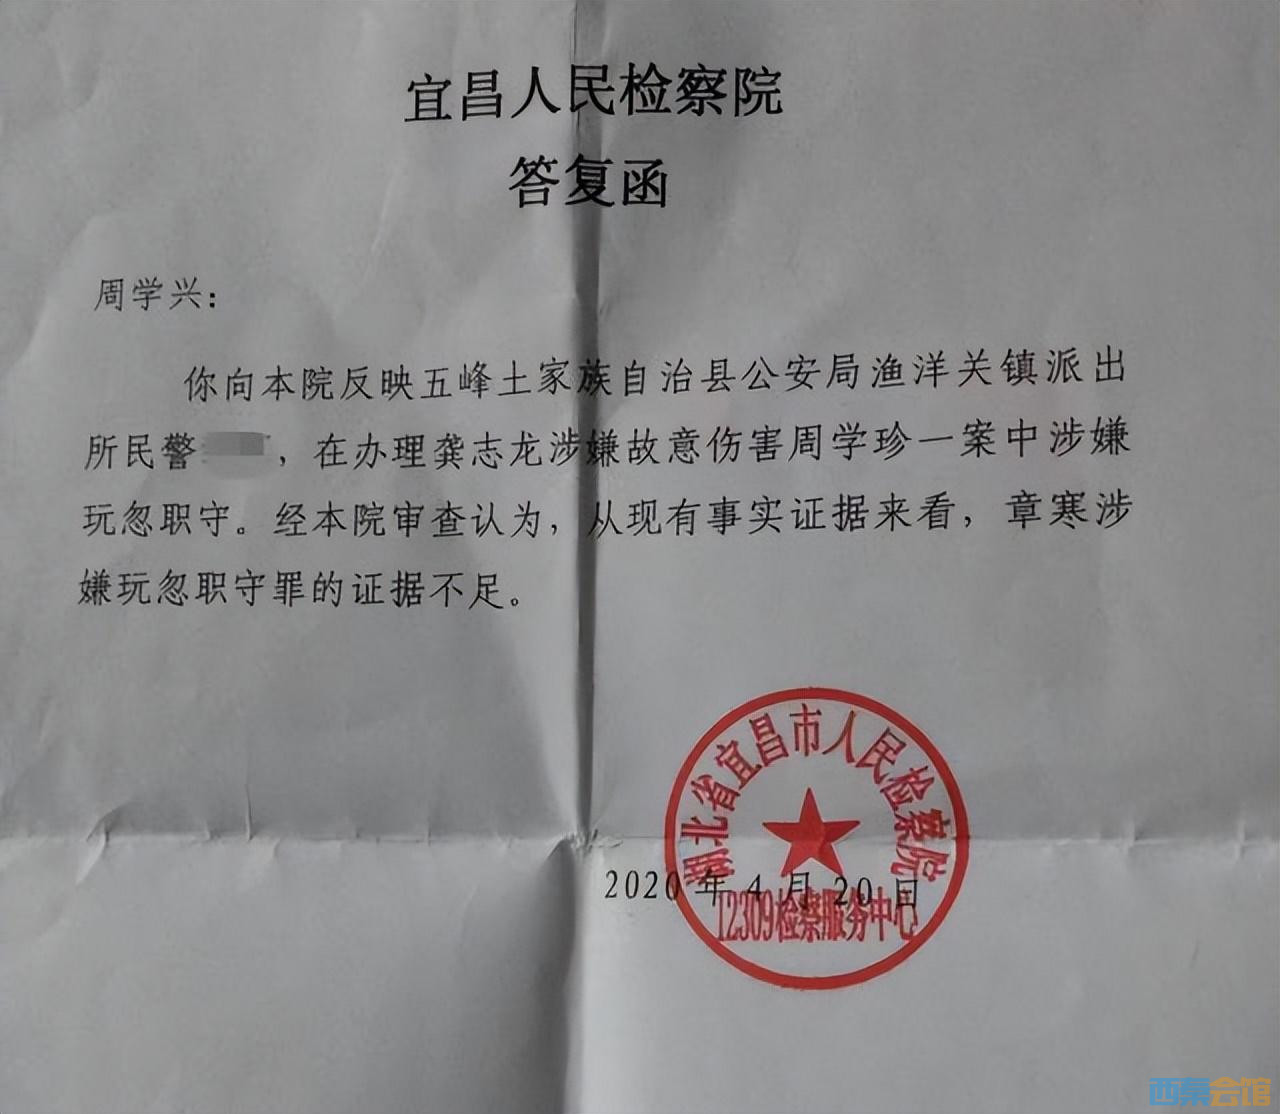 宜昌人民检察院
答复函
周学兴：
你向本院反映五峰土家族自治县公安局渔洋关镇派出
所民警 ，在办理龚志龙涉嫌故意伤害周学珍一案中涉嫌
玩忽职守。经本院审查认为，从现有事实证据来看，章寒涉
嫌玩忽职守罪的证据不足。
湖北省宜昌市人民检察院
2020年4月20日
12309检察服务中心
西秦会馆